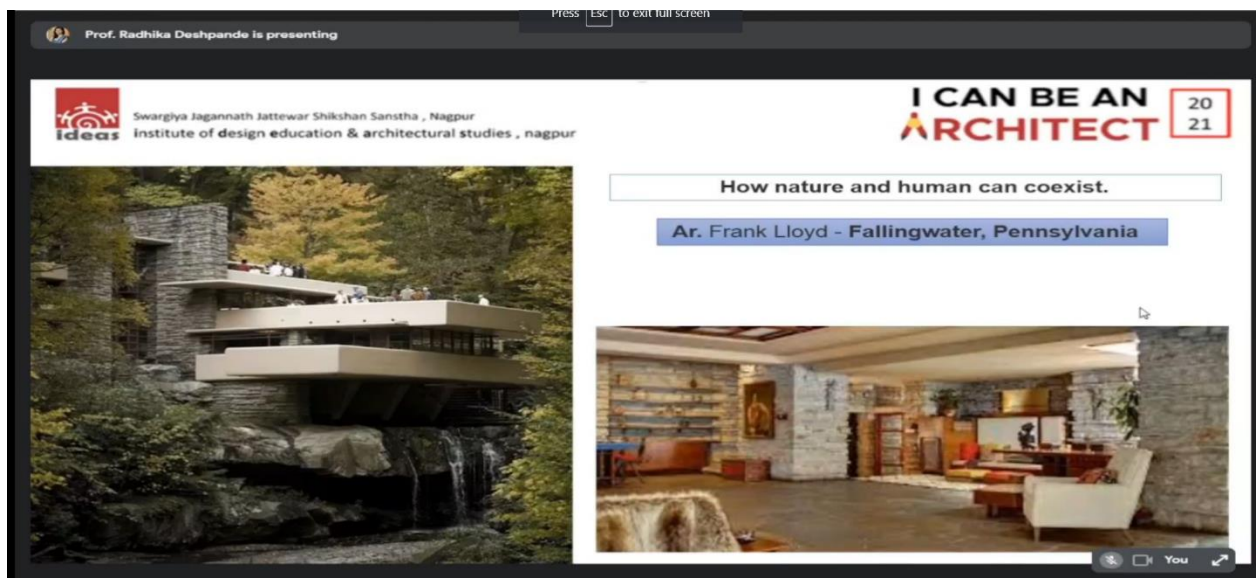 Press Esc to exit full screen
Prof. Radhika Deshpande is presenting
ideas
Swargiya Jagannath Jattewar Shikshan Sanstha , Nagpur
institute of design education & architectural studies , nagpur
I CAN BE AN
ARCHITECT
20
21
How nature and human can coexist.
Ar. Frank Lloyd - Fallingwater, Pennsylvania
You